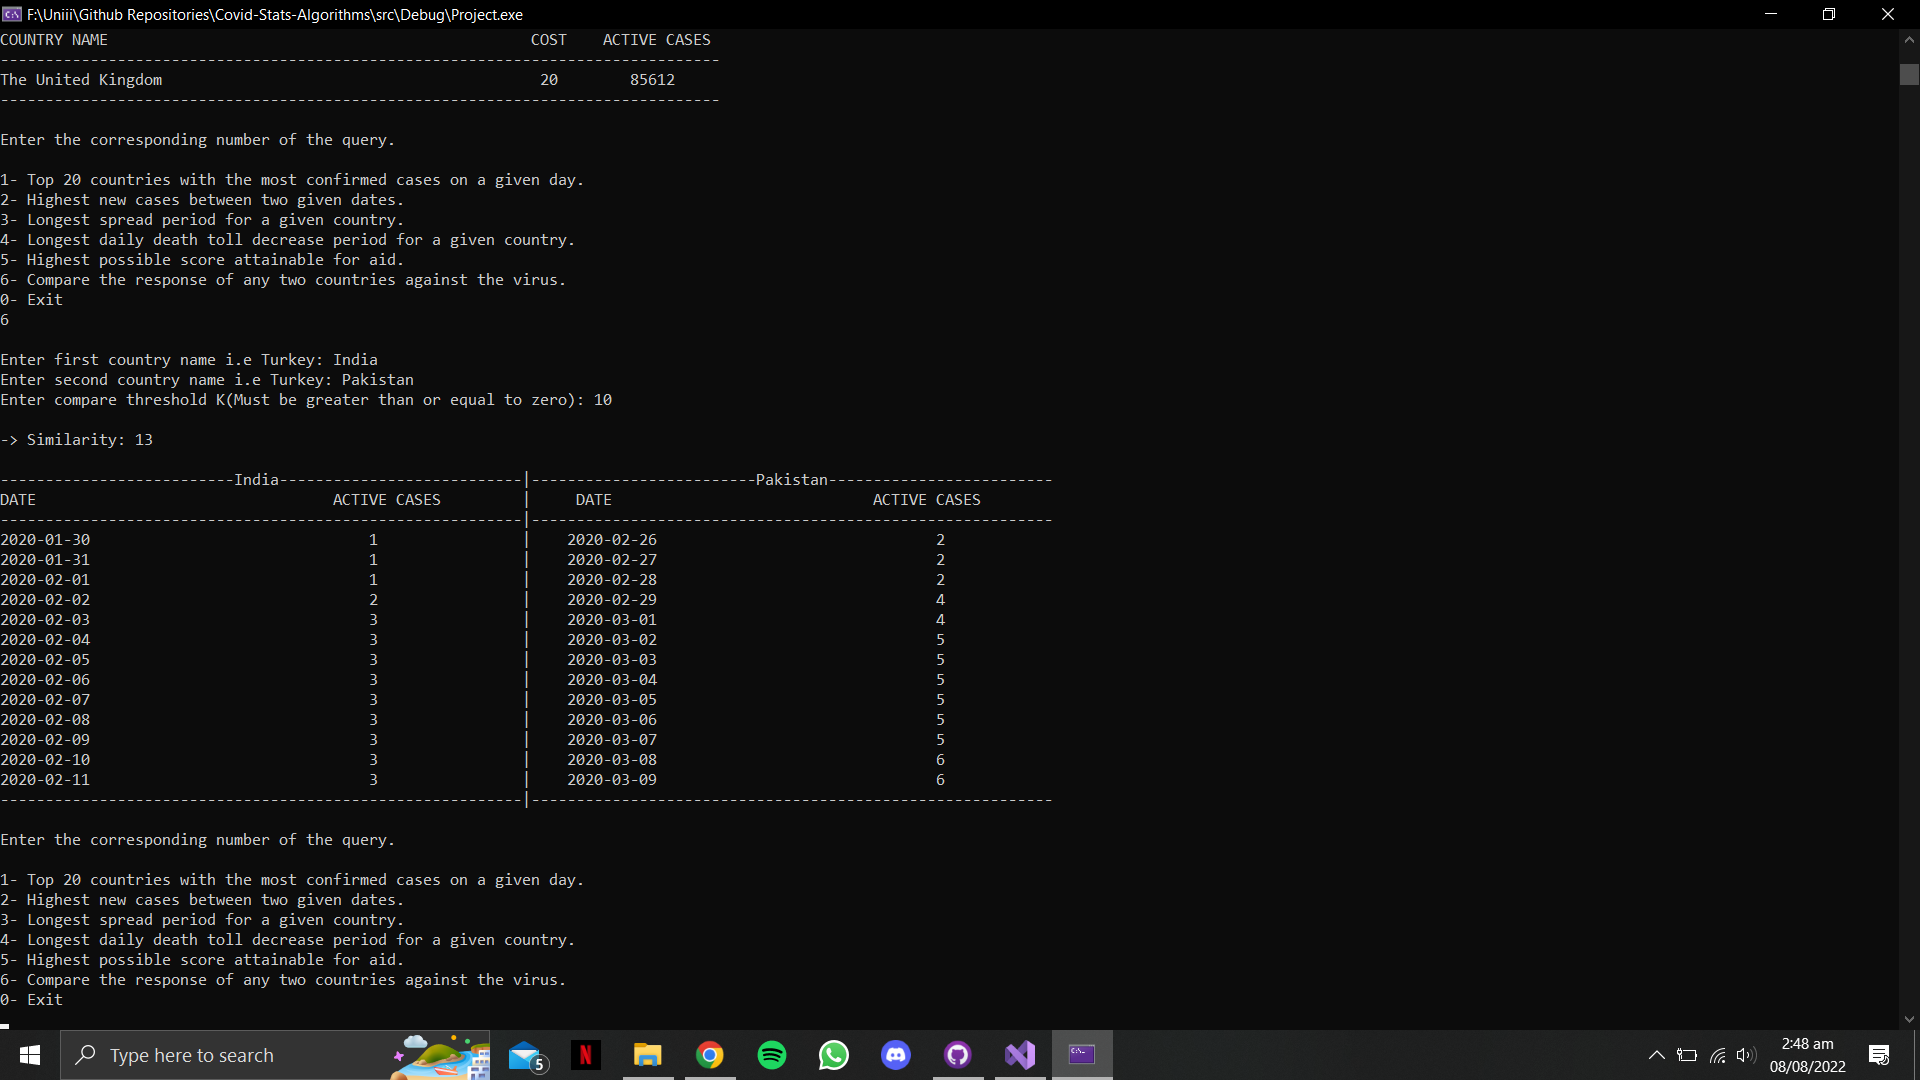 F:\Uniii\Github Repositories\Covid-Stats-Algorithms\src\Debug\Project.exe
COUNTRY NAME COST ACTIVE CASES
--------------------------------------------------------------------------------
The United Kingdom 20 85612
--------------------------------------------------------------------------------
Enter the corresponding number of the query.
1- Top 20 countries with the most confirmed cases on a given day.
2- Highest new cases between two given dates.
3- Longest spread period for a given country.
4- Longest daily death toll decrease period for a given country.
5- Highest possible score attainable for aid.
6- Compare the response of any two countries against the virus.
0- Exit
6
Enter first country name i.e Turkey: India
Enter second country name i.e Turkey: Pakistan
Enter compare threshold K(Must be greater than or equal to zero): 10
-> Similarity: 13
--------------------------India---------------------------|-------------------------Pakistan-------------------------
DATE ACTIVE CASES | DATE ACTIVE CASES
----------------------------------------------------------|----------------------------------------------------------
2020-01-30 1 | 2020-02-26 2
2020-01-31 1 | 2020-02-27 2
2020-02-01 1 | 2020-02-28 2
2020-02-02 2 | 2020-02-29 4
2020-02-03 3 | 2020-03-01 4
2020-02-04 3 | 2020-03-02 5
2020-02-05 3 | 2020-03-03 5
2020-02-06 3 | 2020-03-04 5
2020-02-07 3 | 2020-03-05 5
2020-02-08 3 | 2020-03-06 5
2020-02-09 3 | 2020-03-07 5
2020-02-10 3 | 2020-03-08 6
2020-02-11 3 | 2020-03-09 6
----------------------------------------------------------|----------------------------------------------------------
Enter the corresponding number of the query.
1- Top 20 countries with the most confirmed cases on a given day.
2- Highest new cases between two given dates.
3- Longest spread period for a given country.
4- Longest daily death toll decrease period for a given country.
5- Highest possible score attainable for aid.
6- Compare the response of any two countries against the virus.
0- Exit
Type here to search
5
N
2:48 am
08/08/2022